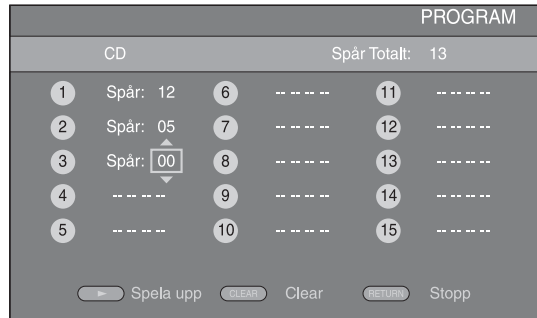 PROGRAM
CD Spår Totalt: 13
1 Spår: 12 6 -- -- -- -- 11 -- -- -- --
2 Spår: 05 7 -- -- -- -- 12 -- -- -- --
3 Spår: 00 8 -- -- -- -- 13 -- -- -- --
4 -- -- -- -- 9 -- -- -- -- 14 -- -- -- --
5 -- -- -- -- 10 -- -- -- -- 15 -- -- -- --
Spela upp CLEAR Clear RETURN Stopp